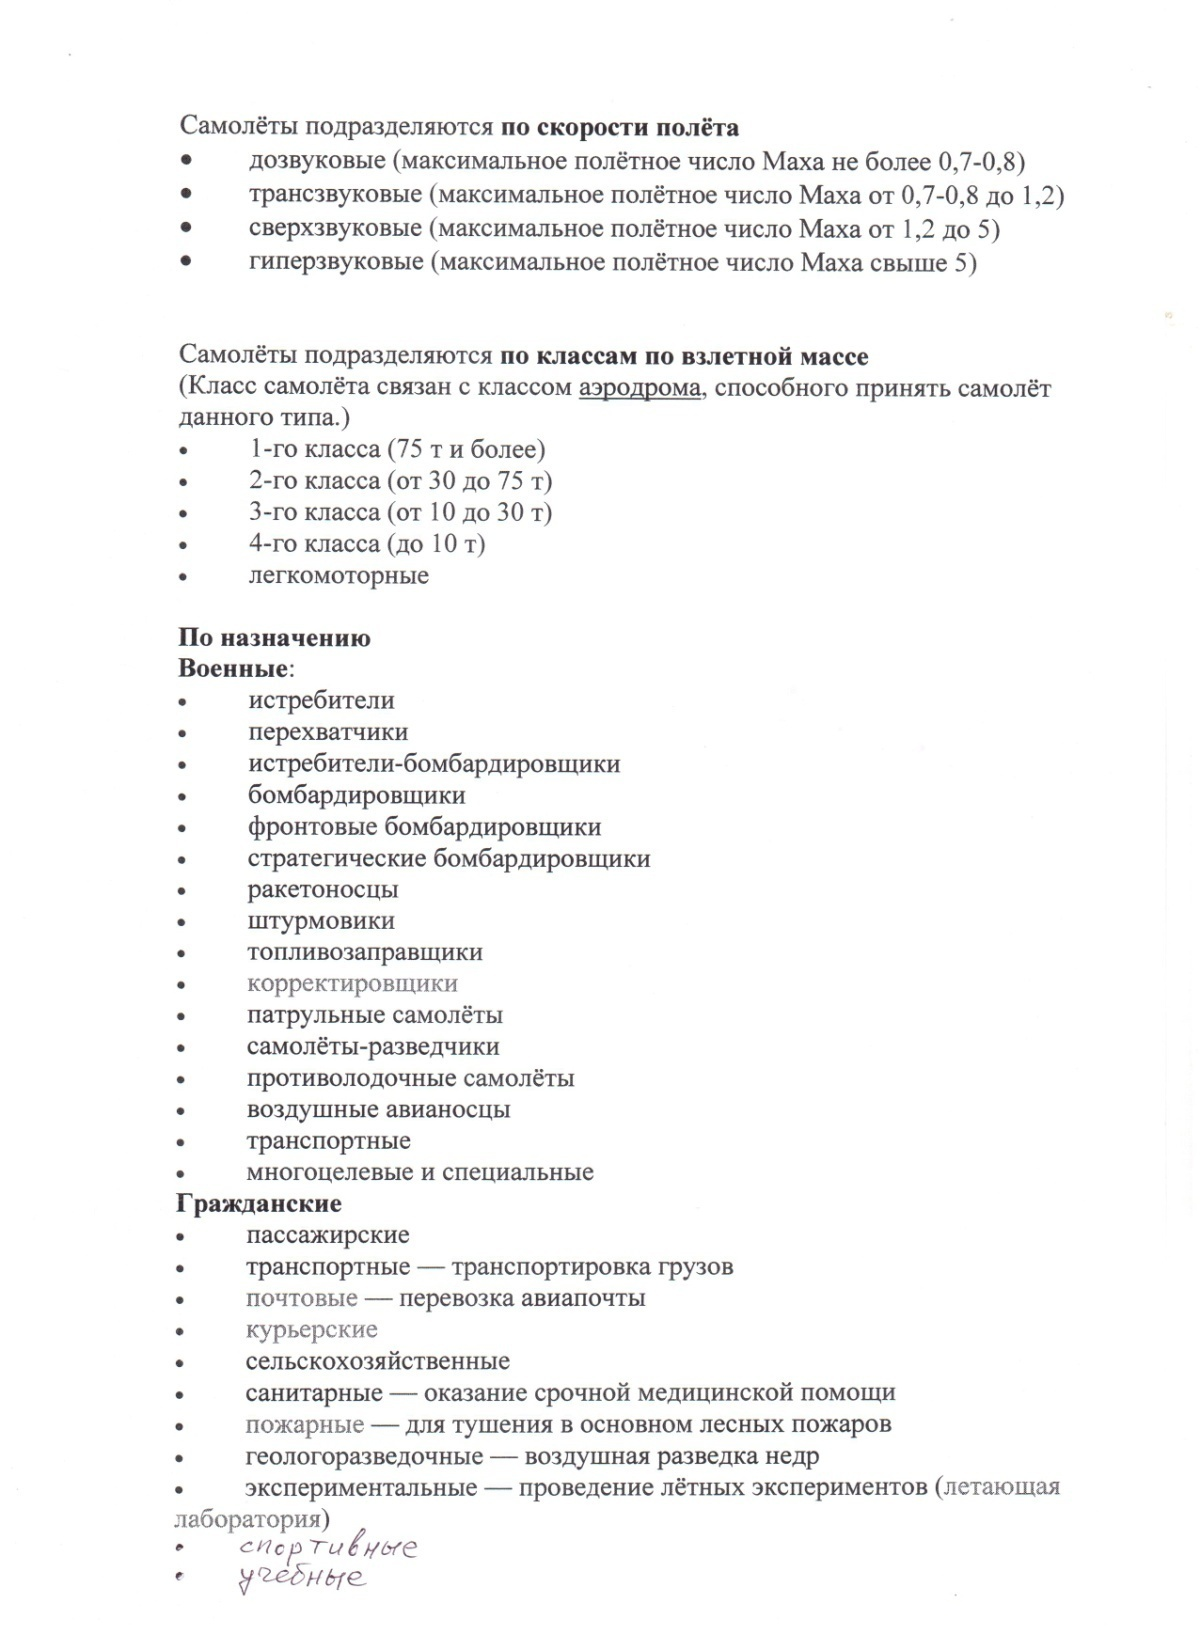 Самолёты подразделяются по скорости полёта
• дозвуковые (максимальное полётное число Маха не более 0,7-0,8)
• трансзвуковые (максимальное полётное число Маха от 0,7-0,8 до 1,2)
• сверхзвуковые (максимальное полётное число Маха от 1,2 до 5)
• гиперзвуковые (максимальное полётное число Маха свыше 5)
Самолёты подразделяются по классам по взлетной массе
(Класс самолёта связан с классом аэродрома, способного принять самолёт
данного типа.)
• 1-го класса (75 т и более)
• 2-го класса (от 30 до 75 т)
• 3-го класса (от 10 до 30 т)
• 4-го класса (до 10 т)
• легкомоторные
По назначению
Военные:
• истребители
• перехватчики
• истребители-бомбардировщики
• бомбардировщики
• фронтовые бомбардировщики
• стратегические бомбардировщики
• ракетоносцы
• штурмовики
• топливозаправщики
• корректировщики
• патрульные самолёты
• самолёты-разведчики
• противолодочные самолёты
• воздушные авианосцы
• транспортные
• многоцелевые и специальные
Гражданские
• пассажирские
• транспортные — транспортировка грузов
• почтовые — перевозка авиапочты
• курьерские
• сельскохозяйственные
• санитарные — оказание срочной медицинской помощи
• пожарные — для тушения в основном лесных пожаров
• геологоразведочные — воздушная разведка недр
• экспериментальные — проведение лётных экспериментов (летающая
лаборатория)
• спортивные
• учебные